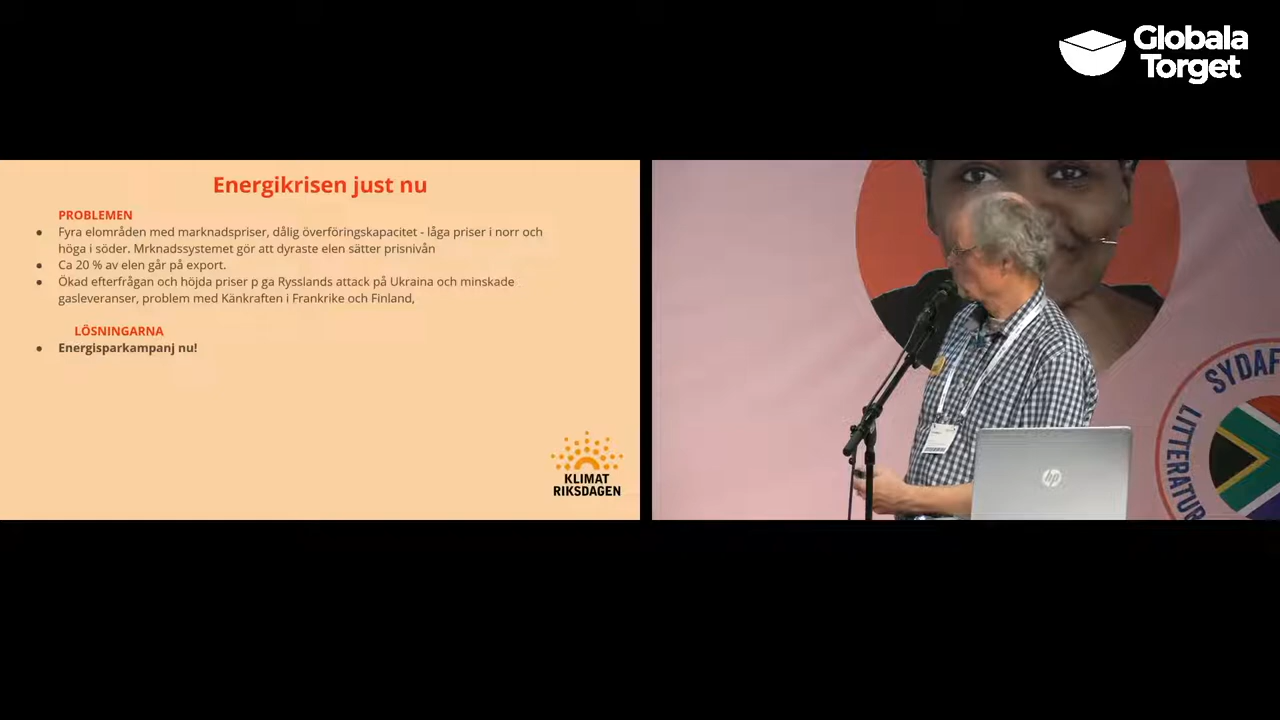 Globala
Torget
Energikrisen just nu
PROBLEMEN
● Fyra elområden med marknadspriser, dålig överföringskapacitet - låga priser i norr och
höga i söder. Mrknadssystemet gör att dyraste elen sätter prisnivån
● Ca 20 % av elen går på export.
● Ökad efterfrågan och höjda priser p ga Rysslands attack på Ukraina och minskade
gasleveranser, problem med Känkraften i Frankrike och Finland,
LÖSNINGARNA
● Energisparkampanj nu!
KLIMAT
RIKSDAGEN
hp
SYDAF
LITTERATUR